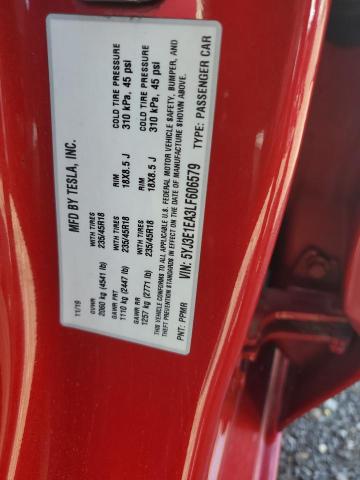 MFD BY TESLA, INC.
11/19
GVWR
2060 kg (4541 lb)
WITH TIRES
235/45R18
COLD TIRE PRESSURE
310 kPa, 45 psi
GAWR FRT
1110 kg (2447 lb)
WITH TIRES
235/45R18
RIM
18X8.5 J
COLD TIRE PRESSURE
310 kPa, 45 psi
GAWR RR
1257 kg (2771 lb)
WITH TIRES
235/45R18
RIM
18X8.5 J
THIS VEHICLE CONFORMS TO ALL APPLICABLE U.S. FEDERAL MOTOR VEHICLE SAFETY, BUMPER, AND
THEFT PREVENTION STANDARDS IN EFFECT ON THE DATE OF MANUFACTURE SHOWN ABOVE.
VIN: 5YJ3E1EA3LF606579
PNT: PPMR
TYPE: PASSENGER CAR